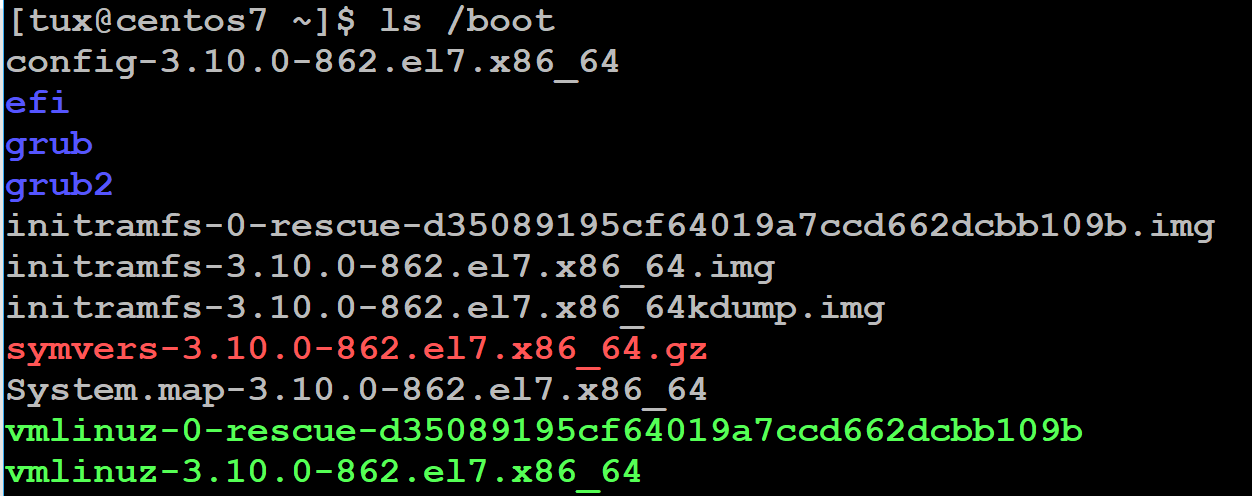 [tux@centos7 ~]$ ls /boot
config-3.10.0-862.el7.x86_64
efi
grub
grub2
initramfs-0-rescue-d35089195cf64019a7ccd662dcbb109b.img
initramfs-3.10.0-862.el7.x86_64.img
initramfs-3.10.0-862.el7.x86_64kdump.img
symvers-3.10.0-862.el7.x86_64.gz
System.map-3.10.0-862.el7.x86_64
vmlinuz-0-rescue-d35089195cf64019a7ccd662dcbb109b
vmlinuz-3.10.0-862.el7.x86_64